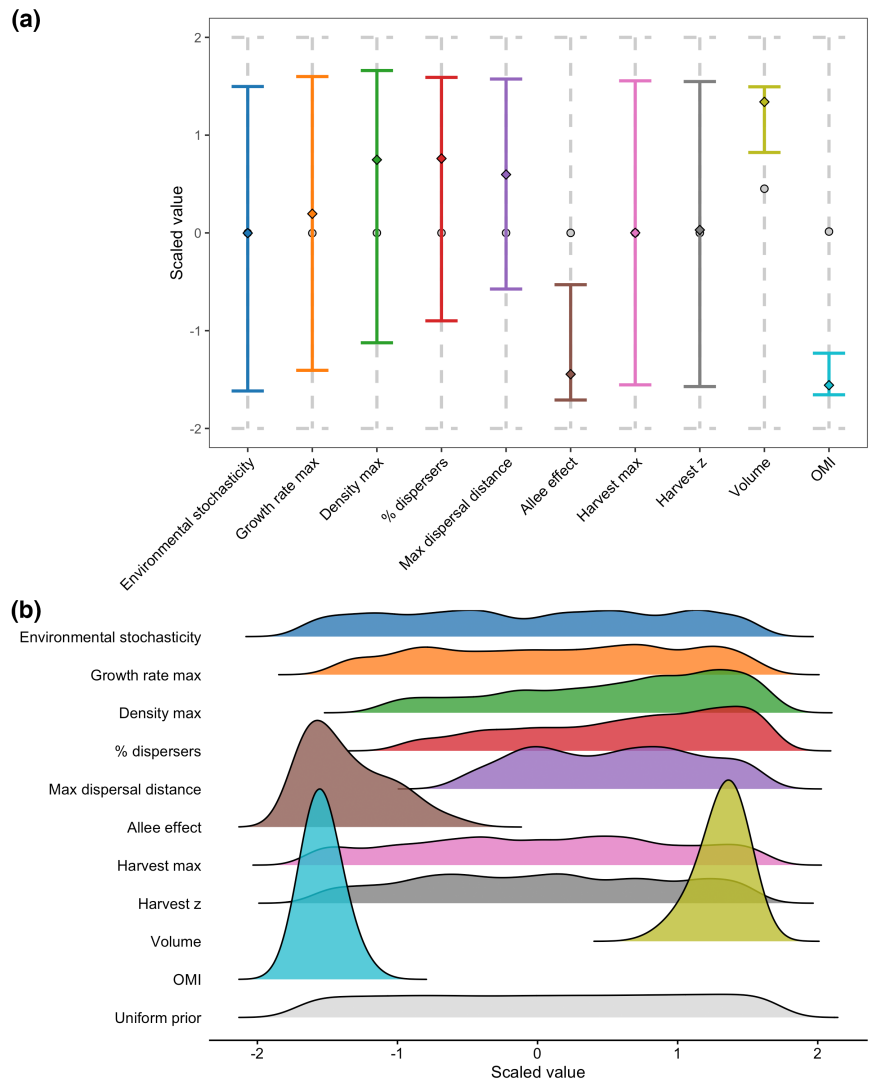 (a)
2
1
0
-1
-2
Scaled value
Environmental stochasticity
Growth rate max
Density max
% dispersers
Max dispersal distance
Allee effect
Harvest max
Harvest z
Volume
OMI
(b)
Environmental stochasticity
Growth rate max
Density max
% dispersers
Max dispersal distance
Allee effect
Harvest max
Harvest z
Volume
OMI
Uniform prior
-2 -1 0 1 2
Scaled value